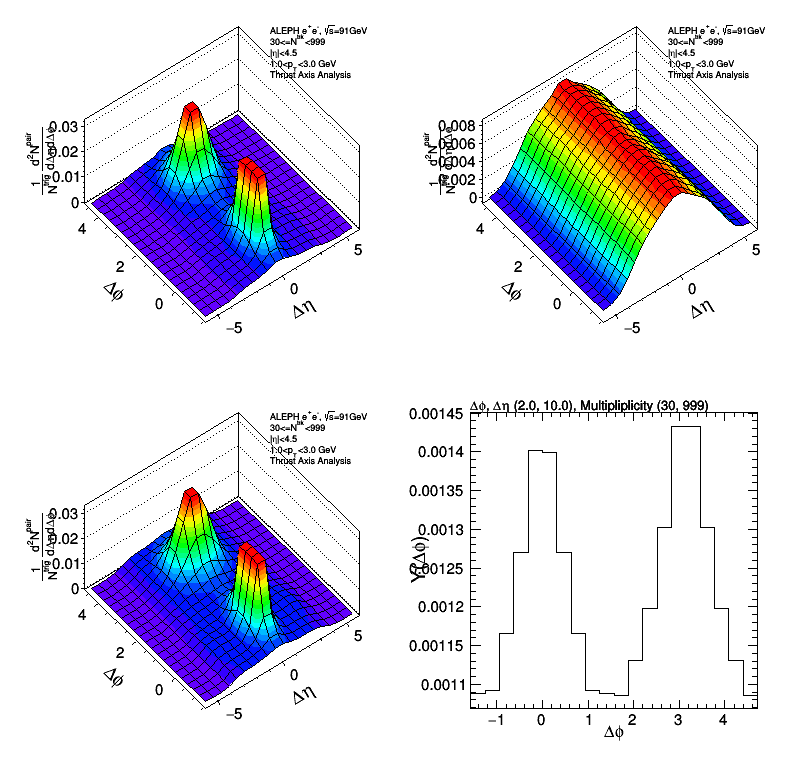 ALEPH e+e-, √s=91GeV
30<=Ntrk<999
|η|<4.5
1.0<pT<3.0 GeV
Thrust Axis Analysis
0.03
0.02
0.01
0
4
2
0
Δϕ
−5
0
5
Δη
ALEPH e+e-, √s=91GeV
30<=Ntrk<999
|η|<4.5
1.0<pT<3.0 GeV
Thrust Axis Analysis
0.008
0.006
0.004
0.002
0
4
2
0
Δϕ
−5
0
5
Δη
ALEPH e+e-, √s=91GeV
30<=Ntrk<999
|η|<4.5
1.0<pT<3.0 GeV
Thrust Axis Analysis
0.03
0.02
0.01
0
4
2
0
Δϕ
−5
0
5
Δη
Δϕ, Δη (2.0, 10.0), Multipliplicity (30, 999)
0.00145
0.0014
0.00135
0.0013
0.00125
0.0012
0.00115
0.0011
Y(Δϕ)
−1 0 1 2 3 4
Δϕ